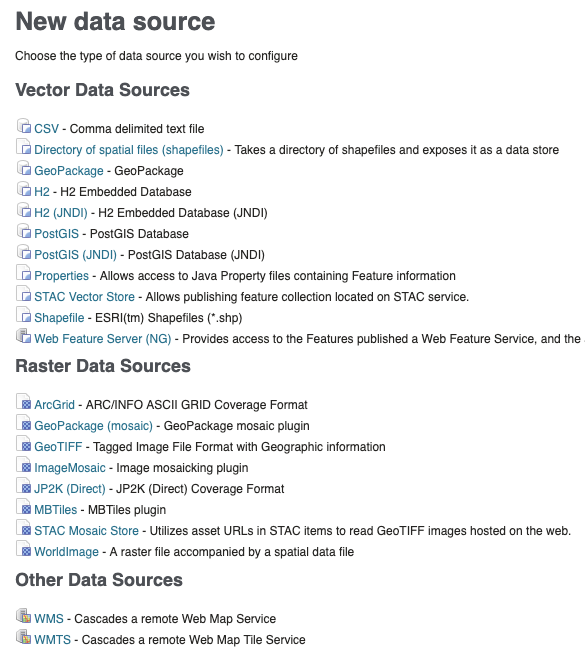 New data source
Choose the type of data source you wish to configure
Vector Data Sources
CSV - Comma delimited text file
Directory of spatial files (shapefiles) - Takes a directory of shapefiles and exposes it as a data store
GeoPackage - GeoPackage
H2 - H2 Embedded Database
H2 (JNDI) - H2 Embedded Database (JNDI)
PostGIS - PostGIS Database
PostGIS (JNDI) - PostGIS Database (JNDI)
Properties - Allows access to Java Property files containing Feature information
STAC Vector Store - Allows publishing feature collection located on STAC service.
Shapefile - ESRI(tm) Shapefiles (*.shp)
Web Feature Server (NG) - Provides access to the Features published a Web Feature Service, and the
Raster Data Sources
ArcGrid - ARC/INFO ASCII GRID Coverage Format
GeoPackage (mosaic) - GeoPackage mosaic plugin
GeoTIFF - Tagged Image File Format with Geographic information
ImageMosaic - Image mosaicking plugin
JP2K (Direct) - JP2K (Direct) Coverage Format
MBTiles - MBTiles plugin
STAC Mosaic Store - Utilizes asset URLs in STAC items to read GeoTIFF images hosted on the web.
WorldImage - A raster file accompanied by a spatial data file
Other Data Sources
WMS - Cascades a remote Web Map Service
WMTS - Cascades a remote Web Map Tile Service